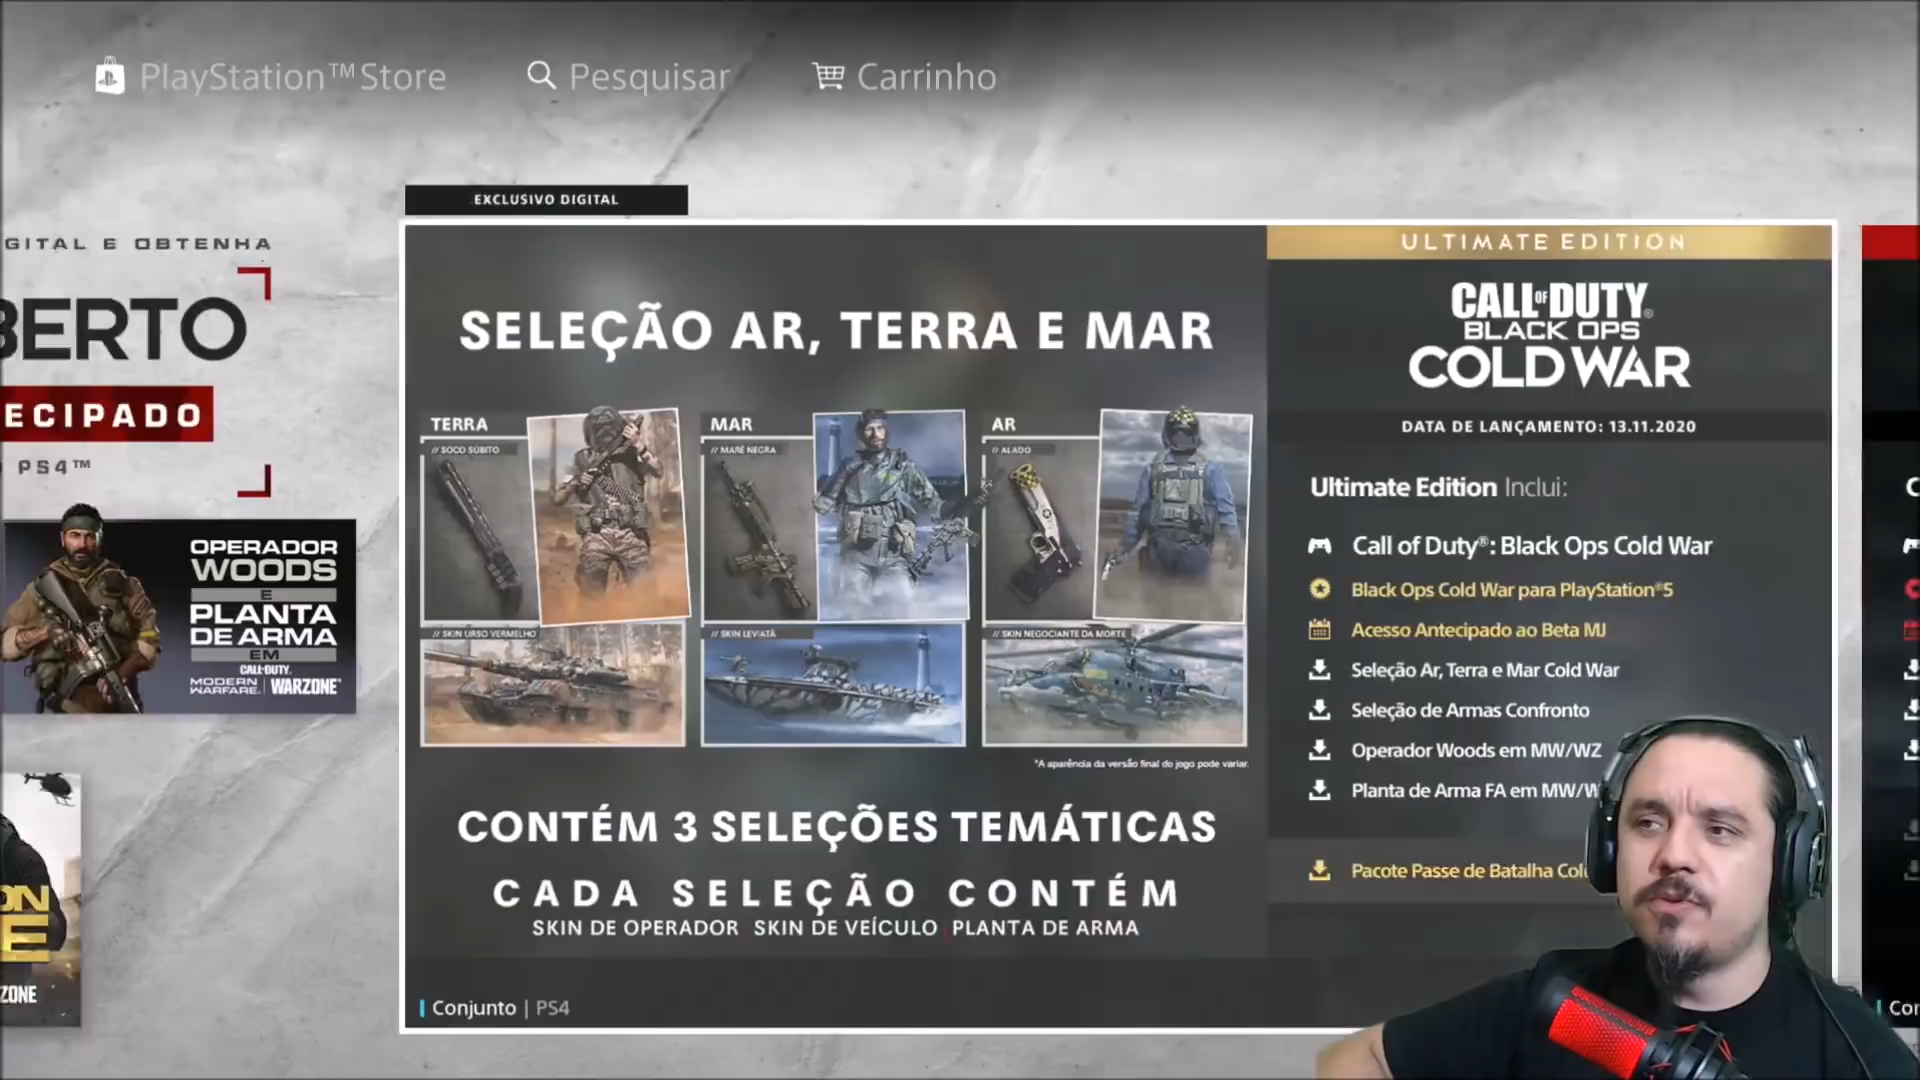 PlayStation™Store
Pesquisar
Carrinho
EXCLUSIVO DIGITAL
GITAL E OBTENHA
BERTO
ECIPADO
PS4™
OPERADOR
WOODS
E
PLANTA
DE ARMA
EM
CALL OF DUTY.
MODERN
WARFARE. | WARZONE
ON
E
ZONE
SELEÇÃO AR, TERRA E MAR
TERRA
// SOCO SÚBITO
MAR
// MARÉ NEGRA
AR
// ALADO
// SKIN URSO VERMELHO
// SKIN LEVIATÃ
// SKIN NEGOCIANTE DA MORTE
*A aparência da versão final do jogo pode variar.
CONTÉM 3 SELEÇÕES TEMÁTICAS
CADA SELEÇÃO CONTÉM
SKIN DE OPERADOR | SKIN DE VEÍCULO | PLANTA DE ARMA
Conjunto | PS4
ULTIMATE EDITION
CALL OF DUTY®
BLACK OPS
COLD WAR
DATA DE LANÇAMENTO: 13.11.2020
Ultimate Edition Inclui:
Call of Duty®: Black Ops Cold War
Black Ops Cold War para PlayStation®5
Acesso Antecipado ao Beta MJ
Seleção Ar, Terra e Mar Cold War
Seleção de Armas Confronto
Operador Woods em MW/WZ
Planta de Arma FA em MW/W
Pacote Passe de Batalha Col
C
Cor